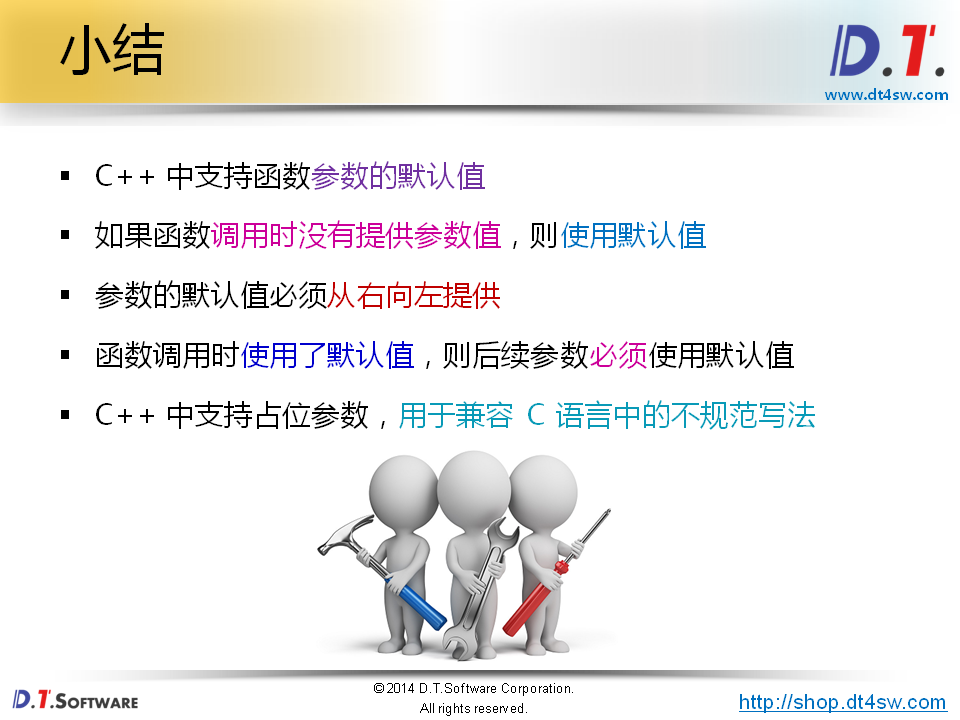 小结
D.T.
www.dt4sw.com
C++ 中支持函数参数的默认值
如果函数调用时没有提供参数值，则使用默认值
参数的默认值必须从右向左提供
函数调用时使用了默认值，则后续参数必须使用默认值
C++ 中支持占位参数，用于兼容 C 语言中的不规范写法
D.T.SOFTWARE
©2014 D.T.Software Corporation.
All rights reserved.
http://shop.dt4sw.com